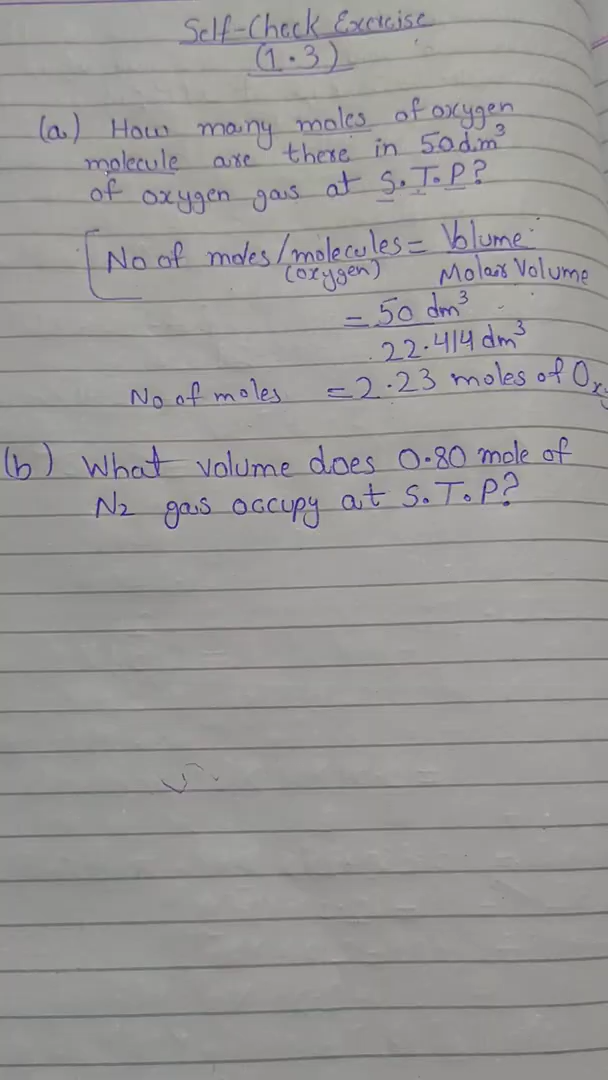 Self-Check Exercise
(1.3)
(a) How many moles of oxygen
molecule are there in 50dm³
of oxygen gas at S.T.P?
No of moles/molecules = Volume
(oxygen) Molar Volume
= 50 dm³
22.414 dm³
No of moles = 2.23 moles of Oxy
(b) What volume does 0.80 mole of
N2 gas occupy at S.T.P?